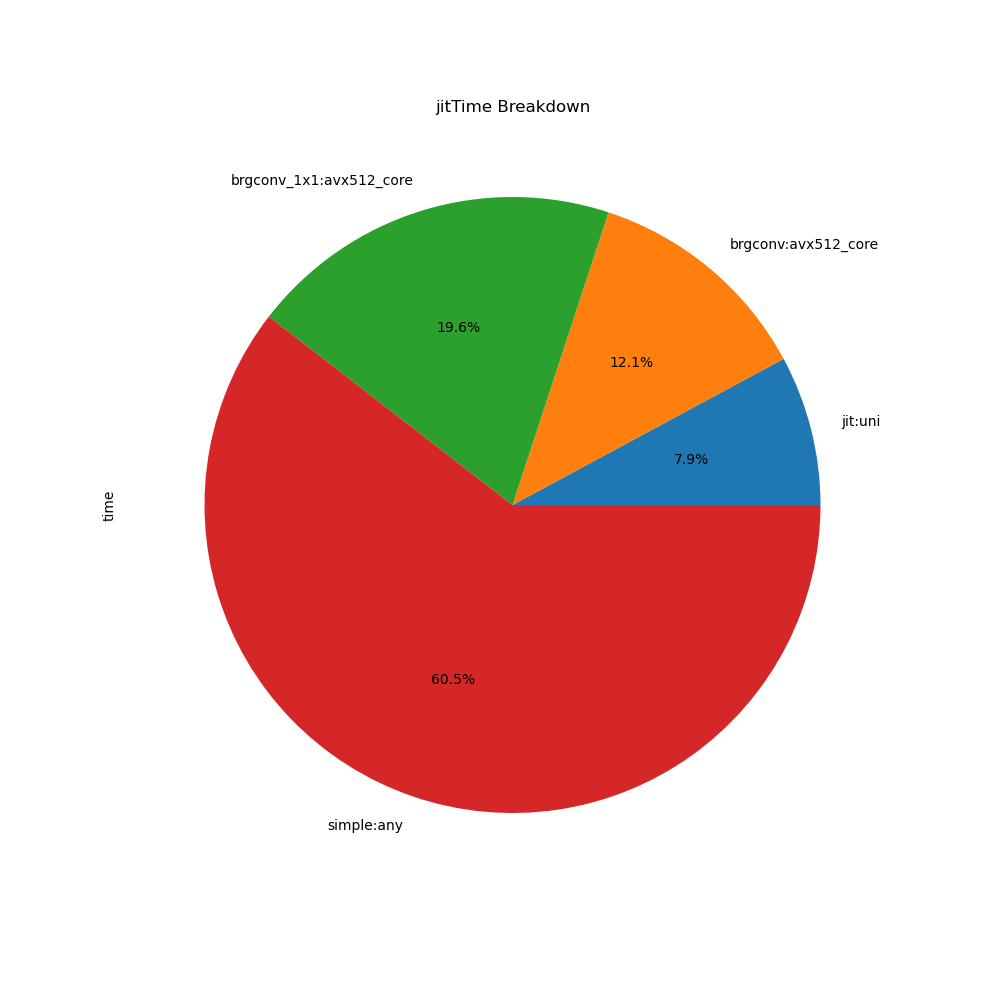 jitTime Breakdown
brgconv_1x1:avx512_core
brgconv:avx512_core
19.6%
12.1%
jit:uni
7.9%
time
60.5%
simple:any